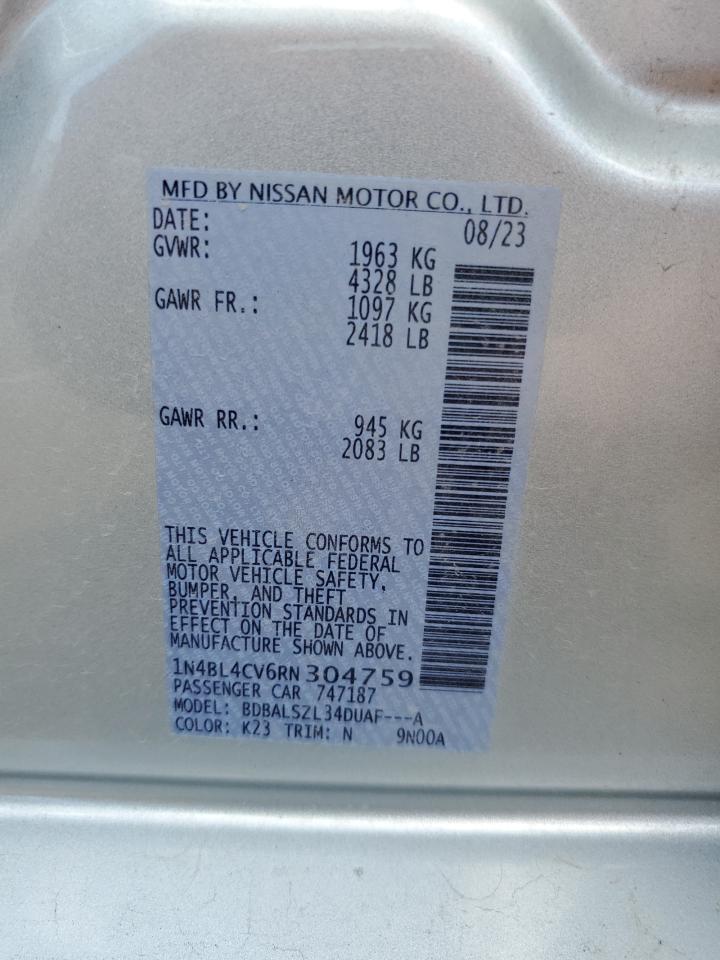 MFD BY NISSAN MOTOR CO., LTD.
DATE: 08/23
GVWR: 1963 KG
4328 LB
GAWR FR.: 1097 KG
2418 LB
GAWR RR.: 945 KG
2083 LB
THIS VEHICLE CONFORMS TO
ALL APPLICABLE FEDERAL
MOTOR VEHICLE SAFETY,
BUMPER, AND THEFT
PREVENTION STANDARDS IN
EFFECT ON THE DATE OF
MANUFACTURE SHOWN ABOVE.
1N4BL4CV6RN304759
PASSENGER CAR 747187
MODEL: BDBALSZL34DUAF---A
COLOR: K23 TRIM: N 9N00A